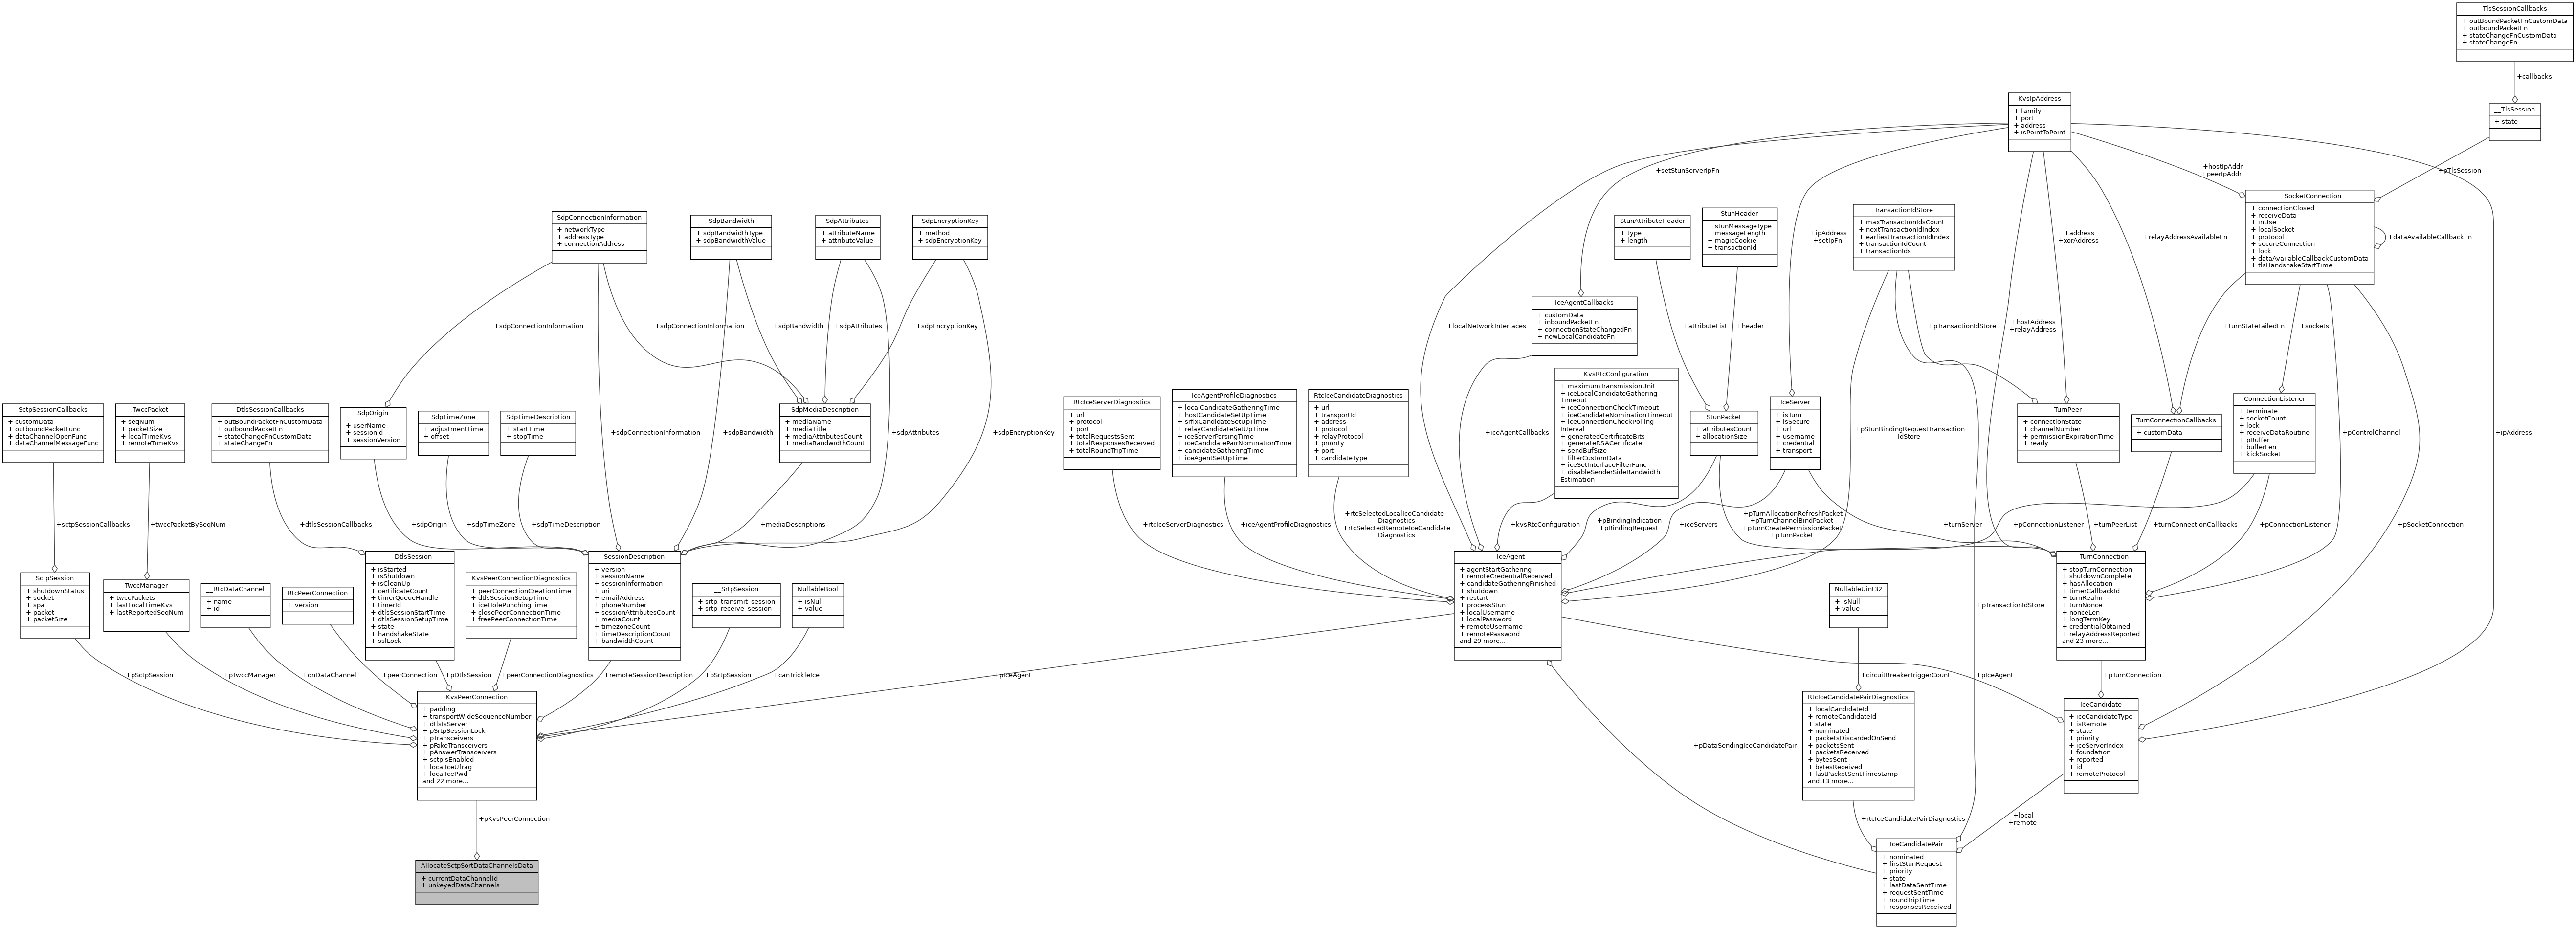 TlsSessionCallbacks
+ outBoundPacketFnCustomData
+ outboundPacketFn
+ stateChangeFnCustomData
+ stateChangeFn
+callbacks
__TlsSession
+ state
+pTlsSession
KvsIpAddress
+ family
+ port
+ address
+ isPointToPoint
+setStunServerIpFn
+ipAddress
+setIpFn
+address
+xorAddress
+relayAddressAvailableFn
+hostIpAddr
+peerIpAddr
__SocketConnection
+ connectionClosed
+ receiveData
+ inUse
+ localSocket
+ protocol
+ secureConnection
+ lock
+ dataAvailableCallbackCustomData
+ tlsHandshakeStartTime
+dataAvailableCallbackFn
SdpConnectionInformation
+ networkType
+ addressType
+ connectionAddress
SdpBandwidth
+ sdpBandwidthType
+ sdpBandwidthValue
SdpAttributes
+ attributeName
+ attributeValue
SdpEncryptionKey
+ method
+ sdpEncryptionKey
StunAttributeHeader
+ type
+ length
StunHeader
+ stunMessageType
+ messageLength
+ magicCookie
+ transactionId
TransactionIdStore
+ maxTransactionIdsCount
+ nextTransactionIdIndex
+ earliestTransactionIdIndex
+ transactionIdCount
+ transactionIds
+sdpConnectionInformation
+sdpConnectionInformation
+sdpBandwidth
+sdpAttributes
+sdpEncryptionKey
+localNetworkInterfaces
IceAgentCallbacks
+ customData
+ inboundPacketFn
+ connectionStateChangedFn
+ newLocalCandidateFn
+attributeList
+header
+pTransactionIdStore
+hostAddress
+relayAddress
+turnStateFailedFn
+sockets
SctpSessionCallbacks
+ customData
+ outboundPacketFunc
+ dataChannelOpenFunc
+ dataChannelMessageFunc
TwccPacket
+ seqNum
+ packetSize
+ localTimeKvs
+ remoteTimeKvs
DtlsSessionCallbacks
+ outBoundPacketFnCustomData
+ outboundPacketFn
+ stateChangeFnCustomData
+ stateChangeFn
SdpOrigin
+ userName
+ sessionId
+ sessionVersion
SdpTimeZone
+ adjustmentTime
+ offset
SdpTimeDescription
+ startTime
+ stopTime
+sdpConnectionInformation
+sdpBandwidth
SdpMediaDescription
+ mediaName
+ mediaTitle
+ mediaAttributesCount
+ mediaBandwidthCount
+sdpAttributes
+sdpEncryptionKey
RtcIceServerDiagnostics
+ url
+ protocol
+ port
+ totalRequestsSent
+ totalResponsesReceived
+ totalRoundTripTime
IceAgentProfileDiagnostics
+ localCandidateGatheringTime
+ hostCandidateSetUpTime
+ srflxCandidateSetUpTime
+ relayCandidateSetUpTime
+ iceServerParsingTime
+ iceCandidatePairNominationTime
+ candidateGatheringTime
+ iceAgentSetUpTime
RtcIceCandidateDiagnostics
+ url
+ transportId
+ address
+ protocol
+ relayProtocol
+ priority
+ port
+ candidateType
+iceAgentCallbacks
KvsRtcConfiguration
+ maximumTransmissionUnit
+ iceLocalCandidateGathering
Timeout
+ iceConnectionCheckTimeout
+ iceCandidateNominationTimeout
+ iceConnectionCheckPolling
Interval
+ generatedCertificateBits
+ generateRSACertificate
+ sendBufSize
+ filterCustomData
+ iceSetInterfaceFilterFunc
+ disableSenderSideBandwidth
Estimation
StunPacket
+ attributesCount
+ allocationSize
IceServer
+ isTurn
+ isSecure
+ url
+ username
+ credential
+ transport
+pStunBindingRequestTransaction
IdStore
TurnPeer
+ connectionState
+ channelNumber
+ permissionExpirationTime
+ ready
TurnConnectionCallbacks
+ customData
ConnectionListener
+ terminate
+ socketCount
+ lock
+ receiveDataRoutine
+ pBuffer
+ bufferLen
+ kickSocket
+pControlChannel
+ipAddress
+sctpSessionCallbacks
+twccPacketBySeqNum
+dtlsSessionCallbacks
+sdpOrigin
+sdpTimeZone
+sdpTimeDescription
+mediaDescriptions
+rtcIceServerDiagnostics
+iceAgentProfileDiagnostics
+rtcSelectedLocalIceCandidate
Diagnostics
+rtcSelectedRemoteIceCandidate
Diagnostics
+kvsRtcConfiguration
+pBindingIndication
+pBindingRequest
+iceServers
+pTurnAllocationRefreshPacket
+pTurnChannelBindPacket
+pTurnCreatePermissionPacket
+pTurnPacket
+turnServer
+pConnectionListener
+turnPeerList
+turnConnectionCallbacks
+pConnectionListener
+pSocketConnection
SctpSession
+ shutdownStatus
+ socket
+ spa
+ packet
+ packetSize
TwccManager
+ twccPackets
+ lastLocalTimeKvs
+ lastReportedSeqNum
__RtcDataChannel
+ name
+ id
RtcPeerConnection
+ version
__DtlsSession
+ isStarted
+ isShutdown
+ isCleanUp
+ certificateCount
+ timerQueueHandle
+ timerId
+ dtlsSessionStartTime
+ dtlsSessionSetupTime
+ state
+ handshakeState
+ sslLock
KvsPeerConnectionDiagnostics
+ peerConnectionCreationTime
+ dtlsSessionSetupTime
+ iceHolePunchingTime
+ closePeerConnectionTime
+ freePeerConnectionTime
SessionDescription
+ version
+ sessionName
+ sessionInformation
+ uri
+ emailAddress
+ phoneNumber
+ sessionAttributesCount
+ mediaCount
+ timezoneCount
+ timeDescriptionCount
+ bandwidthCount
__SrtpSession
+ srtp_transmit_session
+ srtp_receive_session
NullableBool
+ isNull
+ value
__IceAgent
+ agentStartGathering
+ remoteCredentialReceived
+ candidateGatheringFinished
+ shutdown
+ restart
+ processStun
+ localUsername
+ localPassword
+ remoteUsername
+ remotePassword
and 29 more...
NullableUint32
+ isNull
+ value
+pTransactionIdStore
__TurnConnection
+ stopTurnConnection
+ shutdownComplete
+ hasAllocation
+ timerCallbackId
+ turnRealm
+ turnNonce
+ nonceLen
+ longTermKey
+ credentialObtained
+ relayAddressReported
and 23 more...
+pSctpSession
+pTwccManager
+onDataChannel
+peerConnection
+pDtlsSession
+peerConnectionDiagnostics
+remoteSessionDescription
+pSrtpSession
+canTrickleIce
+pIceAgent
+circuitBreakerTriggerCount
+pIceAgent
+pTurnConnection
KvsPeerConnection
+ padding
+ transportWideSequenceNumber
+ dtlsIsServer
+ pSrtpSessionLock
+ pTransceivers
+ pFakeTransceivers
+ pAnswerTransceivers
+ sctpIsEnabled
+ localIceUfrag
+ localIcePwd
and 22 more...
+pDataSendingIceCandidatePair
RtcIceCandidatePairDiagnostics
+ localCandidateId
+ remoteCandidateId
+ state
+ nominated
+ packetsDiscardedOnSend
+ packetsSent
+ packetsReceived
+ bytesSent
+ bytesReceived
+ lastPacketSentTimestamp
and 13 more...
IceCandidate
+ iceCandidateType
+ isRemote
+ state
+ priority
+ iceServerIndex
+ foundation
+ reported
+ id
+ remoteProtocol
+pKvsPeerConnection
+rtcIceCandidatePairDiagnostics
+local
+remote
AllocateSctpSortDataChannelsData
+ currentDataChannelId
+ unkeyedDataChannels
IceCandidatePair
+ nominated
+ firstStunRequest
+ priority
+ state
+ lastDataSentTime
+ requestSentTime
+ roundTripTime
+ responsesReceived